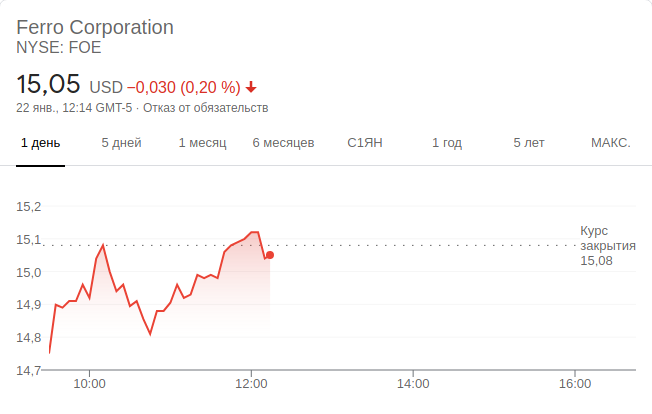 Ferro Corporation
NYSE: FOE
15,05 USD −0,030 (0,20 %)
22 янв., 12:14 GMT-5 · Отказ от обязательств
1 день 5 дней 1 месяц 6 месяцев С1ЯН 1 год 5 лет МАКС.
15,2
15,1
15,0
14,9
14,8
14,7
Курс
закрытия
15,08
10:00 12:00 14:00 16:00